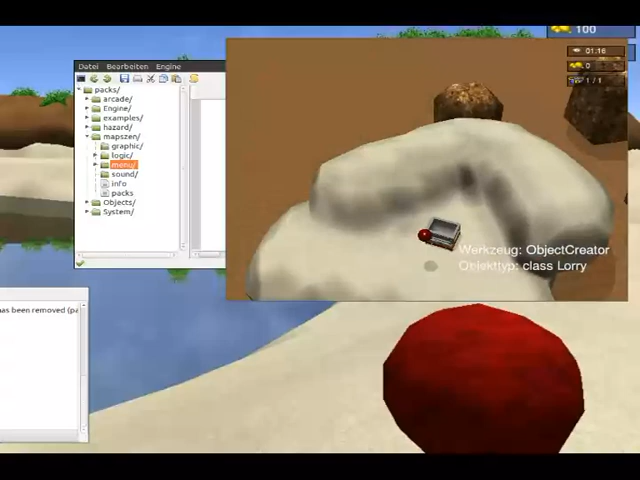 100
Datei Bearbeiten Engine
01:16
0
1 / 1
packs/
arcade/
Engine/
examples/
hazard/
mapszen/
graphic/
logic/
menu/
sound/
info
packs
Objects/
System/
Werkzeug: ObjectCreator
Objekttyp: class Lorry
has been removed (pa